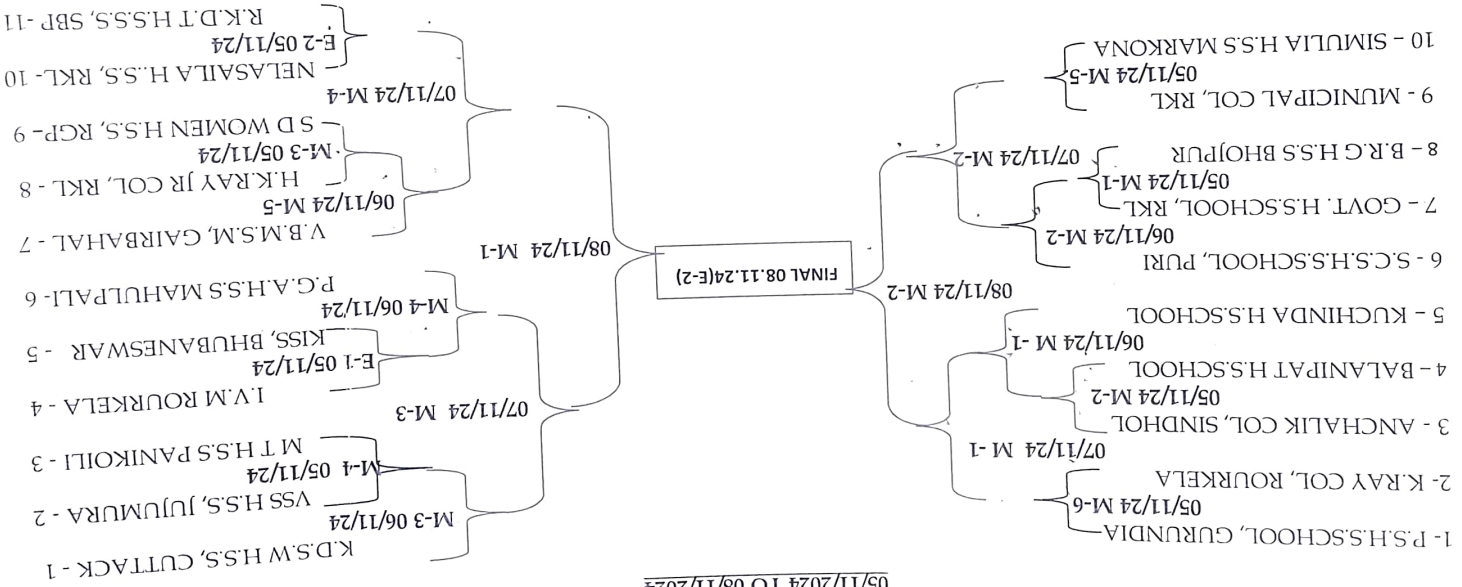 05/11/2024 TO 08/11/2024
1- P.S.H.S.SCHOOL, GURUNDIA
05/11/24 M-6
2- K.RAY COL, ROURKELA
07/11/24 M-1
3 - ANCHALIK COL, SINDHOL
05/11/24 M-2
4 - BALANIPAT H.S.SCHOOL
06/11/24 M-1
5 - KUCHINDA H.SCHOOL
08/11/24 M-2
6 - S.C.S.H.S.SCHOOL, PURI
06/11/24 M-2
7 - GOVT. H.S.SCHOOL, RKL
05/11/24 M-1
8 - B.R.G H.S.S BHOJPUR
07/11/24 M-2
9 - MUNICIPAL COL, RKL
05/11/24 M-5
10 - SIMULIA H.S.S MARKONA
FINAL 08.11.24(E-2)
K.D.S.W H.S.S, CUTTACK - 1
M-3 06/11/24
VSS H.S.S, JUJUMURA - 2
M-4 05/11/24
M T H.S.S PANIKOILI - 3
07/11/24 M-3
I.V.M ROURKELA - 4
E-1 05/11/24
KISS, BHUBANESWAR - 5
M-4 06/11/24
P.G.A.H.S.S MAHULPALI- 6
08/11/24 M-1
V.B.M.S.M, GAIRBAHAL - 7
06/11/24 M-5
H.K.RAY JR COL, RKL - 8
M-3 05/11/24
S D WOMEN H.S.S, RGP- 9
07/11/24 M-4
NELASAILA H..S.S, RKL- 10
E-2 05/11/24
R.K.D.T H.S.S.S, SBP -11